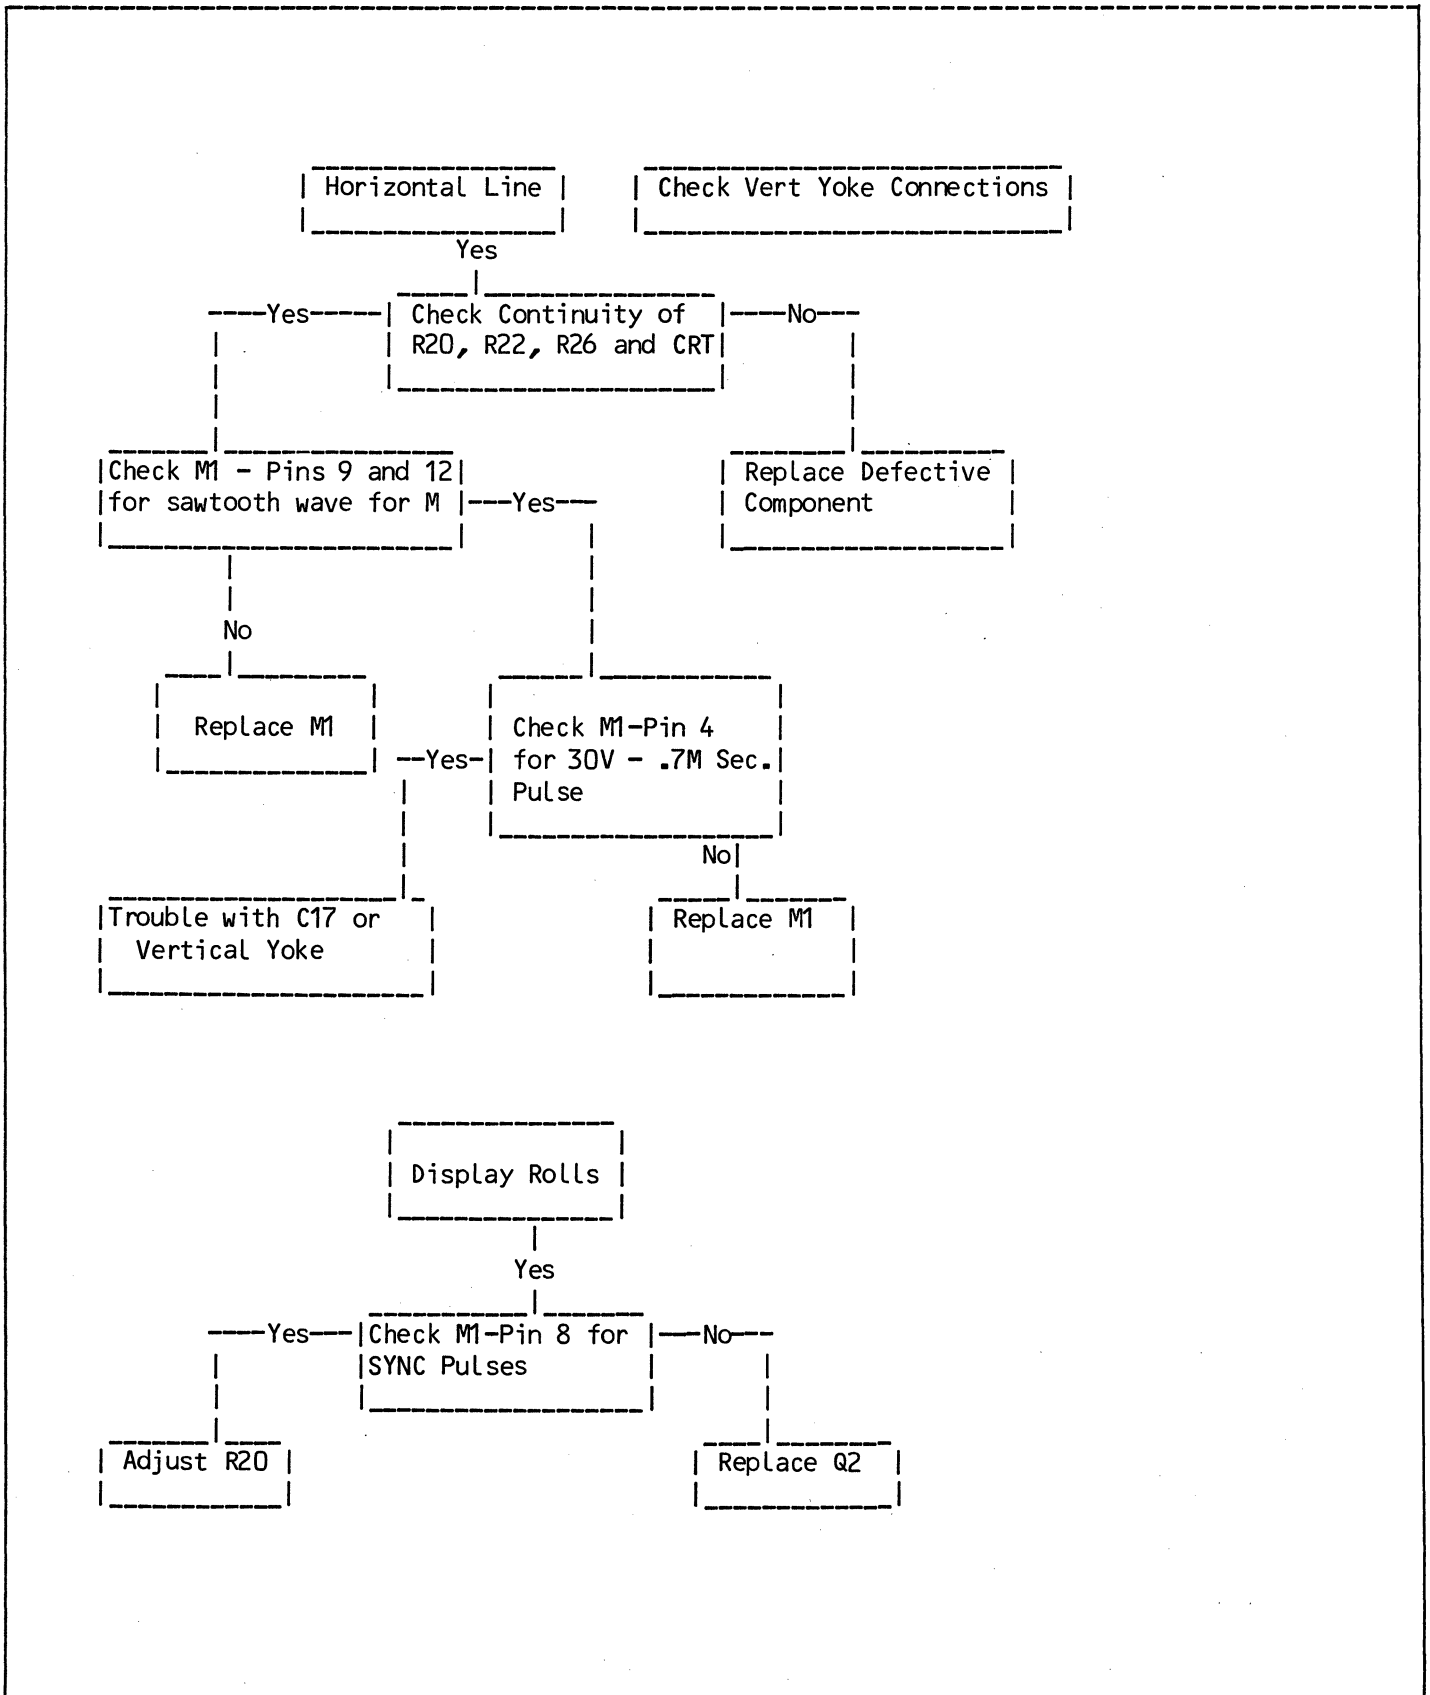 Horizontal Line
Check Vert Yoke Connections
Yes
Yes
Check Continuity of
R20, R22, R26 and CRT
No
Check M1 - Pins 9 and 12
for sawtooth wave for M
Yes
Replace Defective
Component
No
Replace M1
Check M1-Pin 4
for 30V - .7M Sec.
Pulse
Yes
No
Trouble with C17 or
Vertical Yoke
Replace M1
Display Rolls
Yes
Yes
Check M1-Pin 8 for
SYNC Pulses
No
Adjust R20
Replace Q2